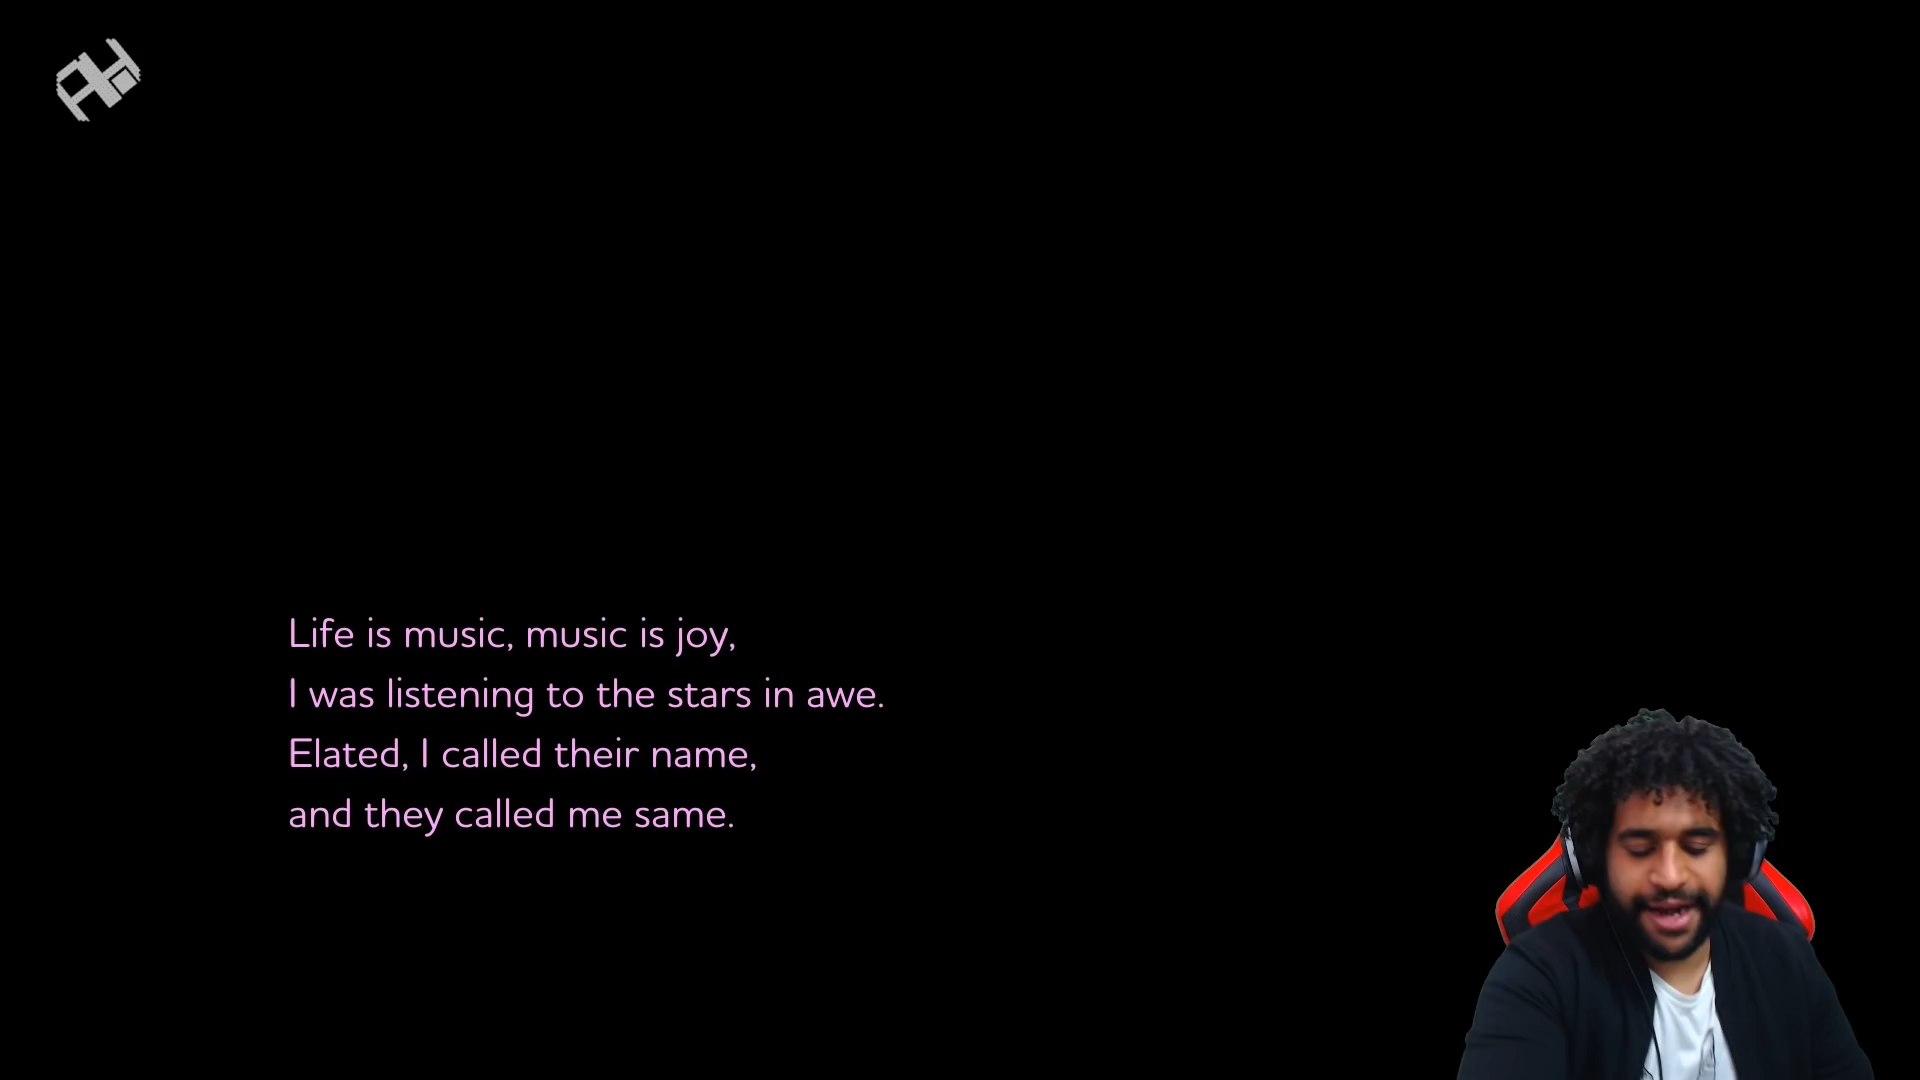 Life is music, music is joy,
I was listening to the stars in awe.
Elated, I called their name,
and they called me same.